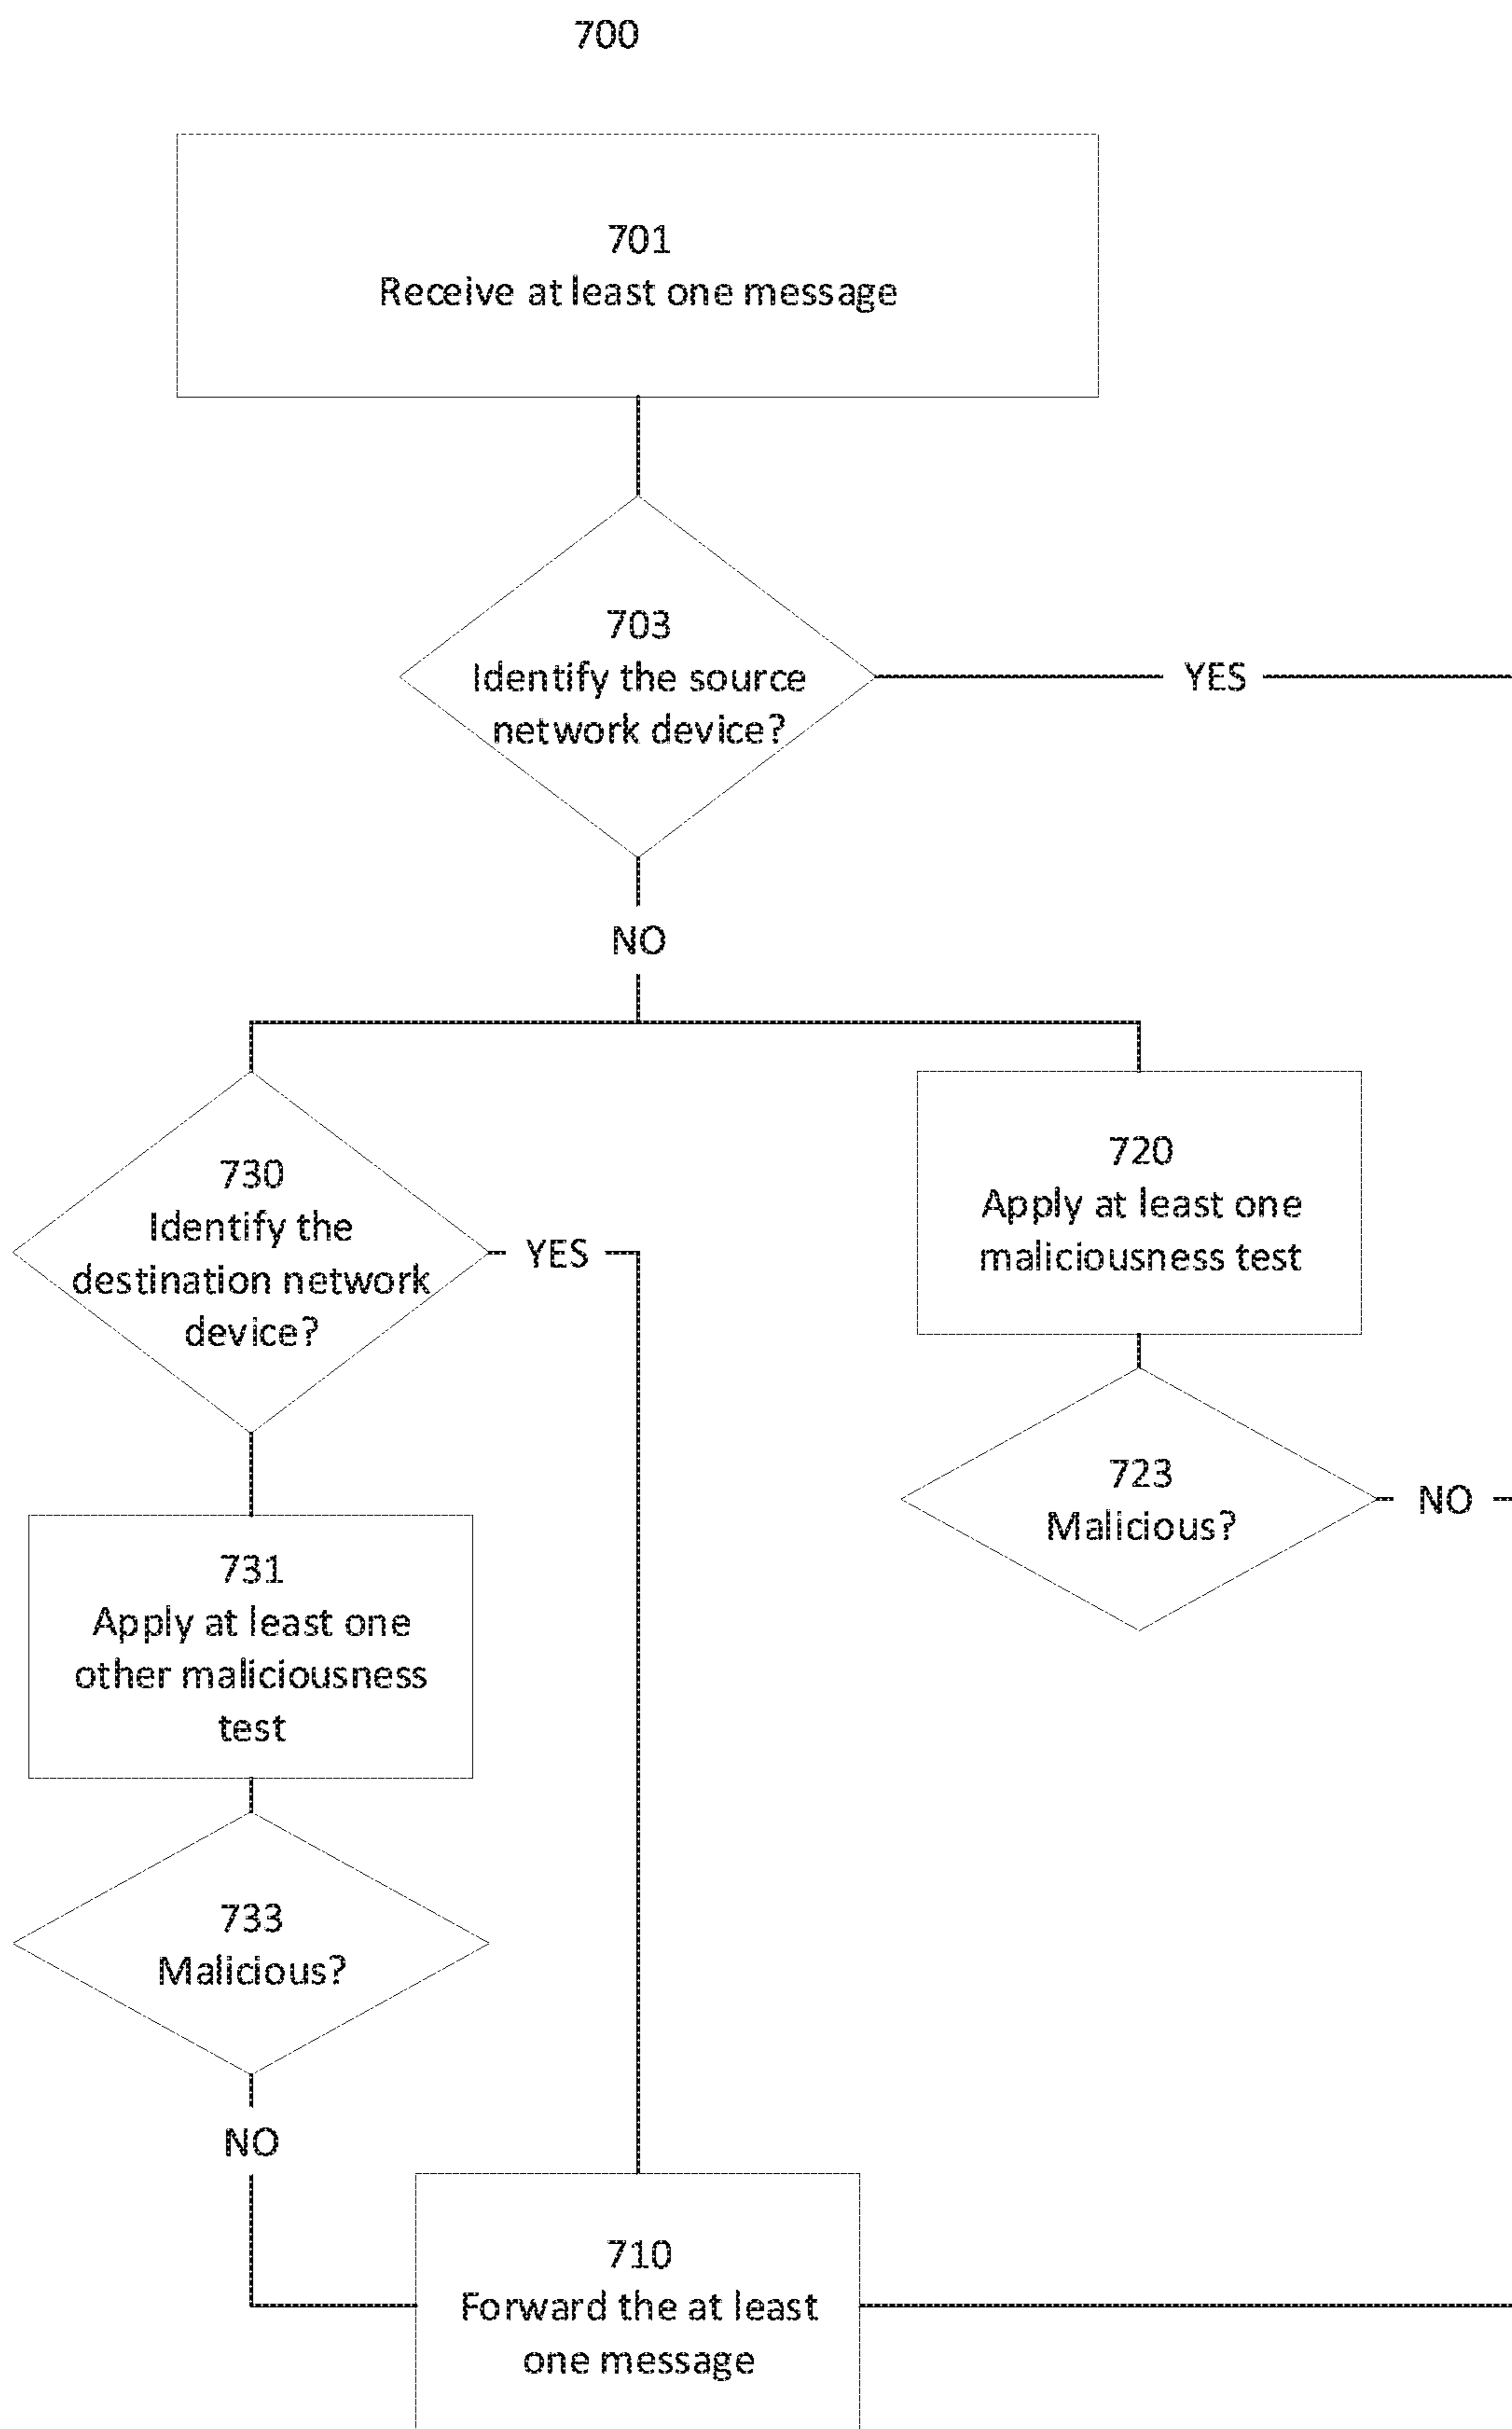 700
701
Receive at least one message
703
Identify the source
network device?
YES
NO
730
Identify the
destination network
device?
YES
720
Apply at least one
maliciousness test
723
Malicious?
NO
731
Apply at least one
other maliciousness
test
733
Malicious?
NO
710
Forward the at least
one message